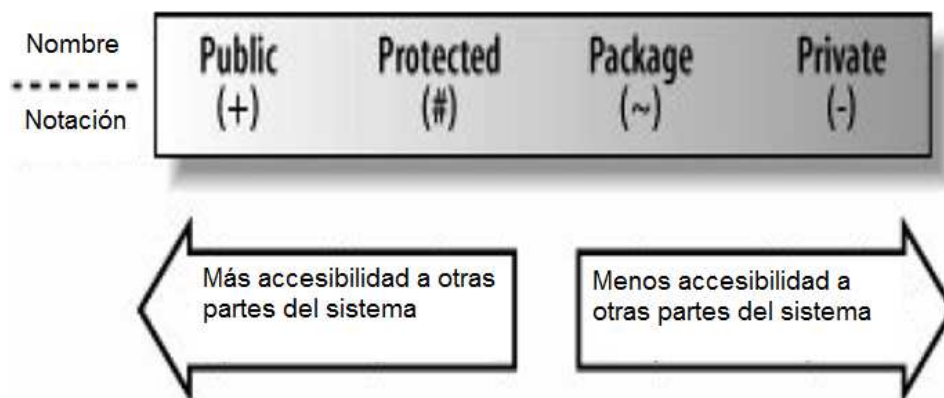 Nombre
Public Protected Package Private
Notación
(+) (#) (~) (-)
Más accesibilidad a otras
partes del sistema
Menos accesibilidad a
otras partes del sistema